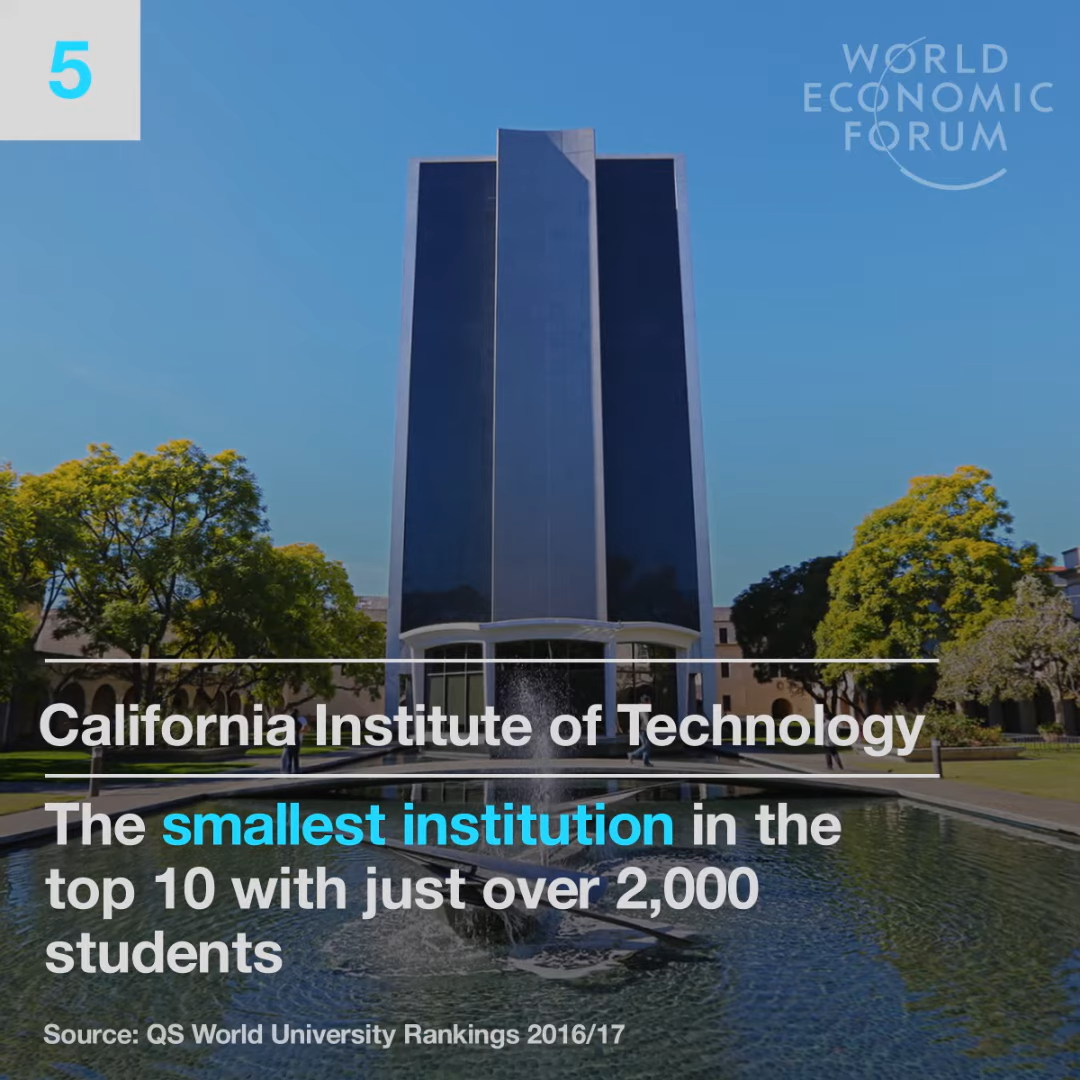 5
WORLD
ECONOMIC
FORUM
California Institute of Technology
The smallest institution in the
top 10 with just over 2,000
students
Source: QS World University Rankings 2016/17